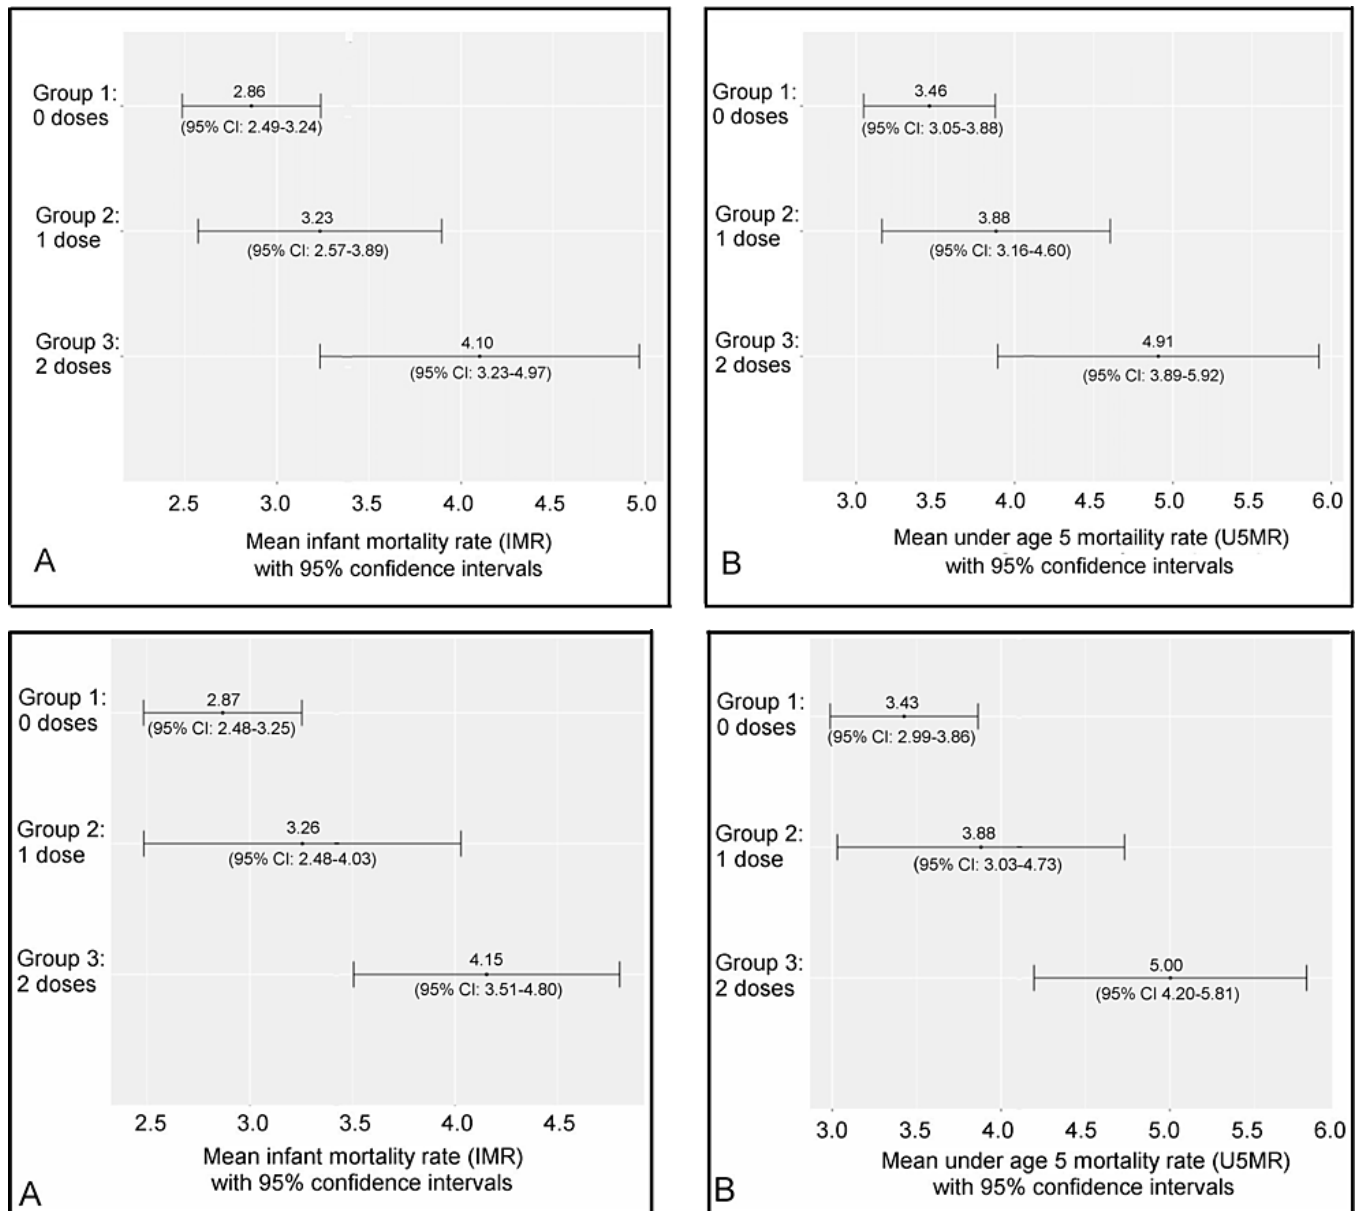 Group 1:
0 doses
2.86
(95% CI: 2.49-3.24)
Group 2:
1 dose
3.23
(95% CI: 2.57-3.89)
Group 3:
2 doses
4.10
(95% CI: 3.23-4.97)
2.5 3.0 3.5 4.0 4.5 5.0
Mean infant mortality rate (IMR)
with 95% confidence intervals
A
Group 1:
0 doses
3.46
(95% CI: 3.05-3.88)
Group 2:
1 dose
3.88
(95% CI: 3.16-4.60)
Group 3:
2 doses
4.91
(95% CI: 3.89-5.92)
3.0 3.5 4.0 4.5 5.0 5.5 6.0
Mean under age 5 mortaility rate (U5MR)
with 95% confidence intervals
B
Group 1:
0 doses
2.87
(95% CI: 2.48-3.25)
Group 2:
1 dose
3.26
(95% CI: 2.48-4.03)
Group 3:
2 doses
4.15
(95% CI: 3.51-4.80)
2.5 3.0 3.5 4.0 4.5
Mean infant mortality rate (IMR)
with 95% confidence intervals
A
Group 1:
0 doses
3.43
(95% CI: 2.99-3.86)
Group 2:
1 dose
3.88
(95% CI: 3.03-4.73)
Group 3:
2 doses
5.00
(95% CI 4.20-5.81)
3.0 3.5 4.0 4.5 5.0 5.5 6.0
Mean under age 5 mortality rate (U5MR)
with 95% confidence intervals
B